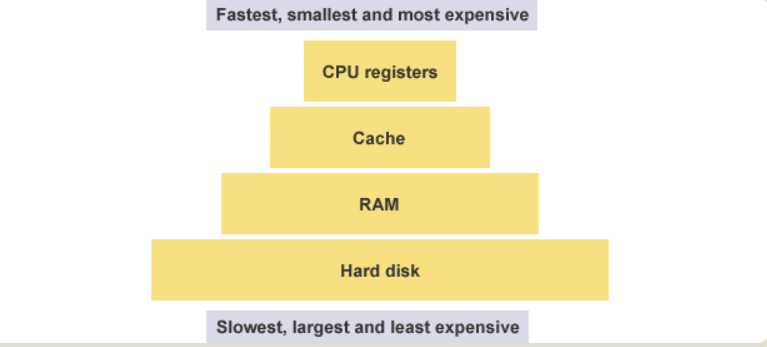 Fastest, smallest and most expensive
CPU registers
Cache
RAM
Hard disk
Slowest, largest and least expensive